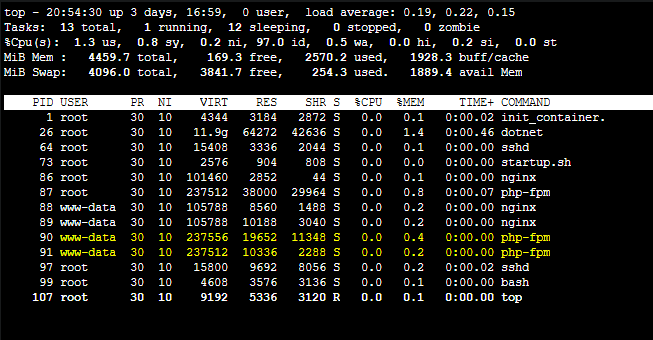 top - 20:54:30 up 3 days, 16:59,  0 user,  load average: 0.19, 0.22, 0.15
Tasks:  13 total,   1 running,  12 sleeping,   0 stopped,   0 zombie
%Cpu(s):  1.3 us,  0.8 sy,  0.2 ni, 97.0 id,  0.5 wa,  0.0 hi,  0.2 si,  0.0 st
MiB Mem :   4459.7 total,    169.3 free,   2570.2 used,   1928.3 buff/cache
MiB Swap:   4096.0 total,   3841.7 free,    254.3 used.   1889.4 avail Mem
PID USER      PR  NI    VIRT    RES    SHR S  %CPU  %MEM     TIME+ COMMAND
1 root      30  10    4344   3184   2872 S   0.0   0.1   0:00.02 init_container.
26 root      30  10   11.9g  64272  42636 S   0.0   1.4   0:00.46 dotnet
64 root      30  10   15408   3336   2044 S   0.0   0.1   0:00.00 sshd
73 root      30  10    2576    904    808 S   0.0   0.0   0:00.00 startup.sh
86 root      30  10  101460   2852     44 S   0.0   0.1   0:00.00 nginx
87 root      30  10  237512  38000  29964 S   0.0   0.8   0:00.07 php-fpm
88 www-data  30  10  105788   8560   1488 S   0.0   0.2   0:00.00 nginx
89 www-data  30  10  105788  10188   3040 S   0.0   0.2   0:00.00 nginx
90 www-data  30  10  237556  19652  11348 S   0.0   0.4   0:00.00 php-fpm
91 www-data  30  10  237512  10336   2288 S   0.0   0.2   0:00.00 php-fpm
97 root      30  10   15800   9692   8056 S   0.0   0.2   0:00.02 sshd
99 root      30  10    4608   3576   3136 S   0.0   0.1   0:00.00 bash
107 root      30  10    9192   5336   3120 R   0.0   0.1   0:00.00 top